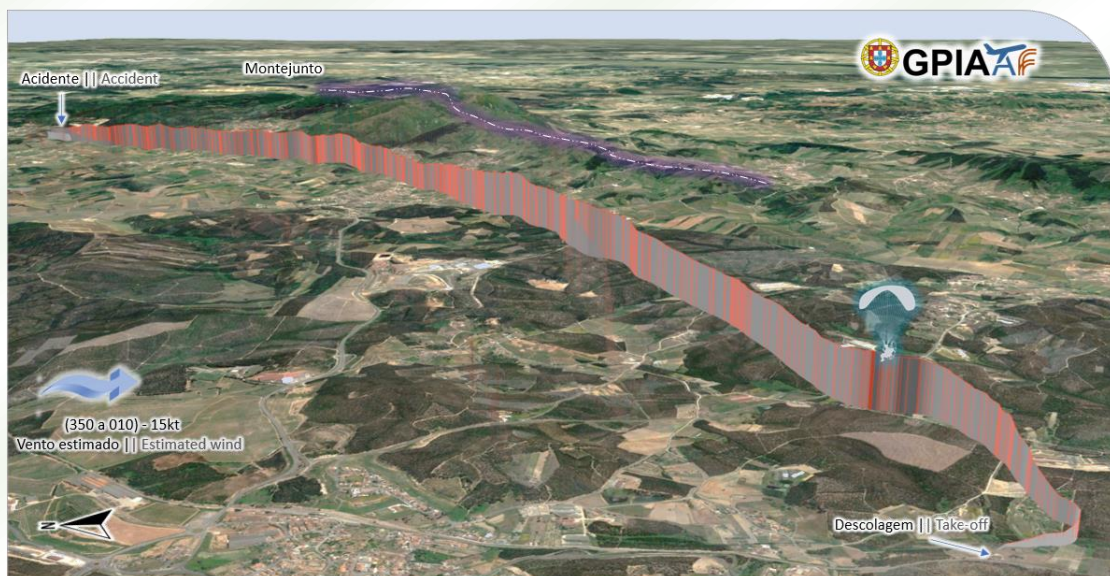 GPIAAF
Acidente || Accident
Montejunto
(350 a 010) - 15kt
Vento estimado || Estimated wind
N
Descolagem || Take-off